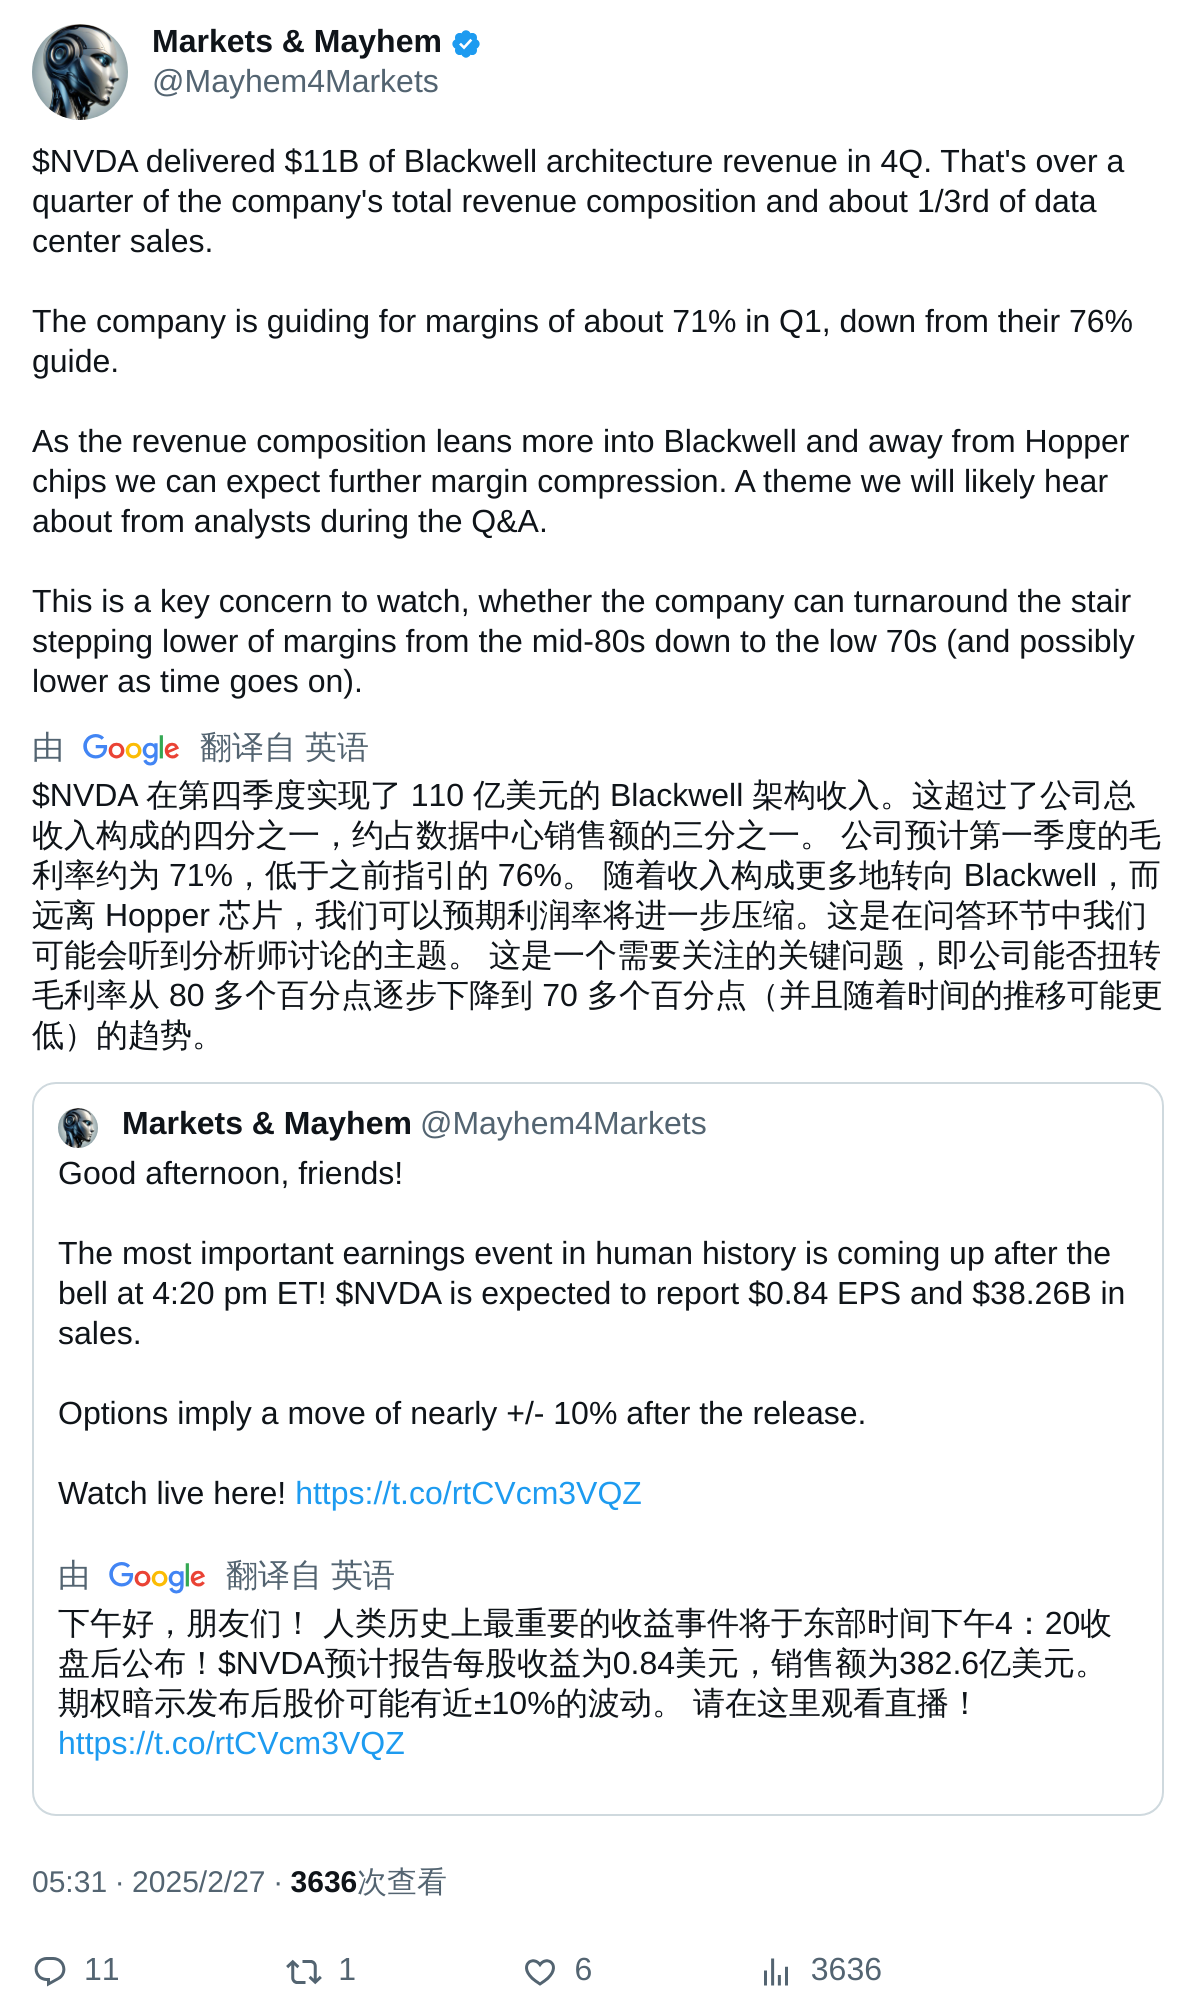 Markets & Mayhem
@Mayhem4Markets
$NVDA delivered $11B of Blackwell architecture revenue in 4Q. That's over a
quarter of the company's total revenue composition and about 1/3rd of data
center sales.
The company is guiding for margins of about 71% in Q1, down from their 76%
guide.
As the revenue composition leans more into Blackwell and away from Hopper
chips we can expect further margin compression. A theme we will likely hear
about from analysts during the Q&A.
This is a key concern to watch, whether the company can turnaround the stair
stepping lower of margins from the mid-80s down to the low 70s (and possibly
lower as time goes on).
由 Google 翻译自 英语
$NVDA 在第四季度实现了 110 亿美元的 Blackwell 架构收入。这超过了公司总
收入构成的四分之一，约占数据中心销售额的三分之一。 公司预计第一季度的毛
利率约为 71%，低于之前指引的 76%。 随着收入构成更多地转向 Blackwell，而
远离 Hopper 芯片，我们可以预期利润率将进一步压缩。这是在问答环节中我们
可能会听到分析师讨论的主题。 这是一个需要关注的关键问题，即公司能否扭转
毛利率从 80 多个百分点逐步下降到 70 多个百分点（并且随着时间的推移可能更
低）的趋势。
Markets & Mayhem @Mayhem4Markets
Good afternoon, friends!
The most important earnings event in human history is coming up after the
bell at 4:20 pm ET! $NVDA is expected to report $0.84 EPS and $38.26B in
sales.
Options imply a move of nearly +/- 10% after the release.
Watch live here! https://t.co/rtCVcm3VQZ
由 Google 翻译自 英语
下午好，朋友们！ 人类历史上最重要的收益事件将于东部时间下午4：20收
盘后公布！$NVDA预计报告每股收益为0.84美元，销售额为382.6亿美元。
期权暗示发布后股价可能有近±10%的波动。 请在这里观看直播！
https://t.co/rtCVcm3VQZ
05:31 · 2025/2/27 · 3636次查看
11 1 6 3636